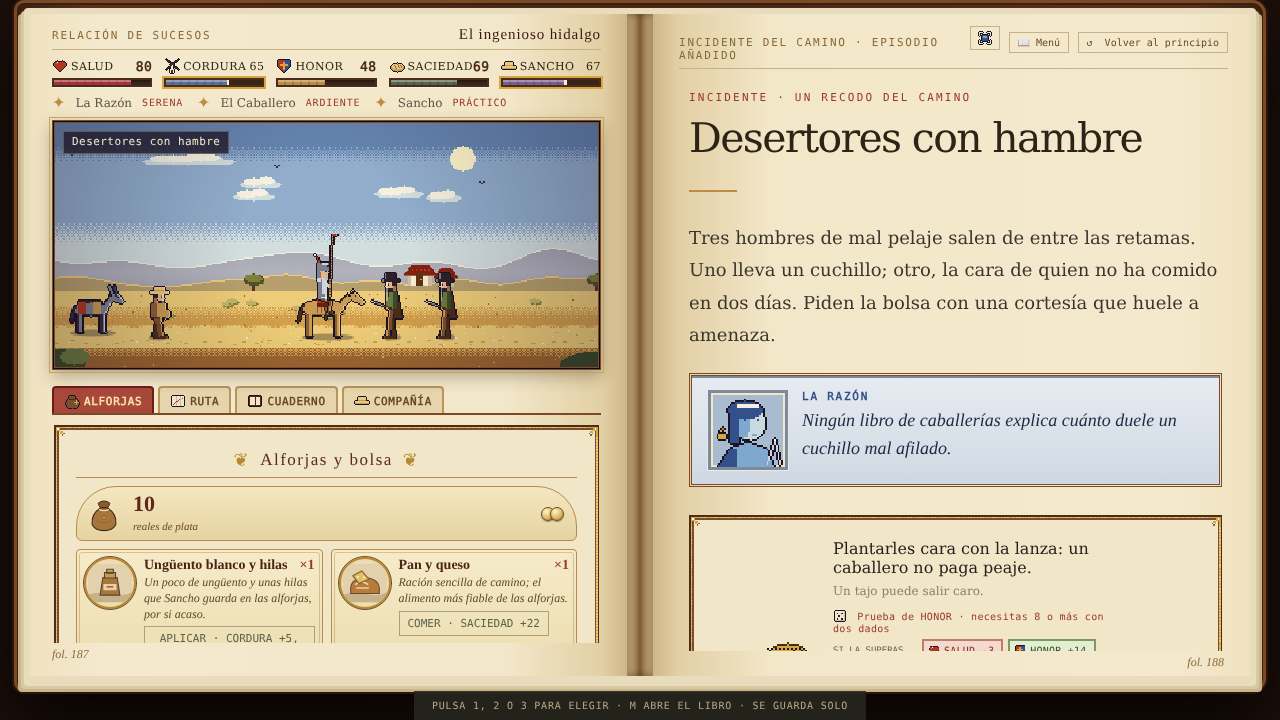 RELACIÓN DE SUCESOS
El ingenioso hidalgo
SALUD 80
CORDURA 65
HONOR 48
SACIEDAD 69
SANCHO 67
La Razón SERENA
El Caballero ARDIENTE
Sancho PRÁCTICO
Desertores con hambre
ALFORJAS
RUTA
CUADERNO
COMPAÑÍA
Alforjas y bolsa
10
reales de plata
Ungüento blanco y hilas ×1
Un poco de ungüento y unas hilas
que Sancho guarda en las alforjas,
por si acaso.
APLICAR · CORDURA +5,
Pan y queso ×1
Ración sencilla de camino; el
alimento más fiable de las alforjas.
COMER · SACIEDAD +22
fol. 187
INCIDENTE DEL CAMINO · EPISODIO
AÑADIDO
Menú
↺ Volver al principio
INCIDENTE · UN RECODO DEL CAMINO
Desertores con hambre
Tres hombres de mal pelaje salen de entre las retamas.
Uno lleva un cuchillo; otro, la cara de quien no ha comido
en dos días. Piden la bolsa con una cortesía que huele a
amenaza.
LA RAZÓN
Ningún libro de caballerías explica cuánto duele un
cuchillo mal afilado.
Plantarles cara con la lanza: un
caballero no paga peaje.
Un tajo puede salir caro.
Prueba de HONOR · necesitas 8 o más con
dos dados
SI LA SUPERAS
SALUD -3
HONOR +14
fol. 188
PULSA 1, 2 O 3 PARA ELEGIR · M ABRE EL LIBRO · SE GUARDA SOLO